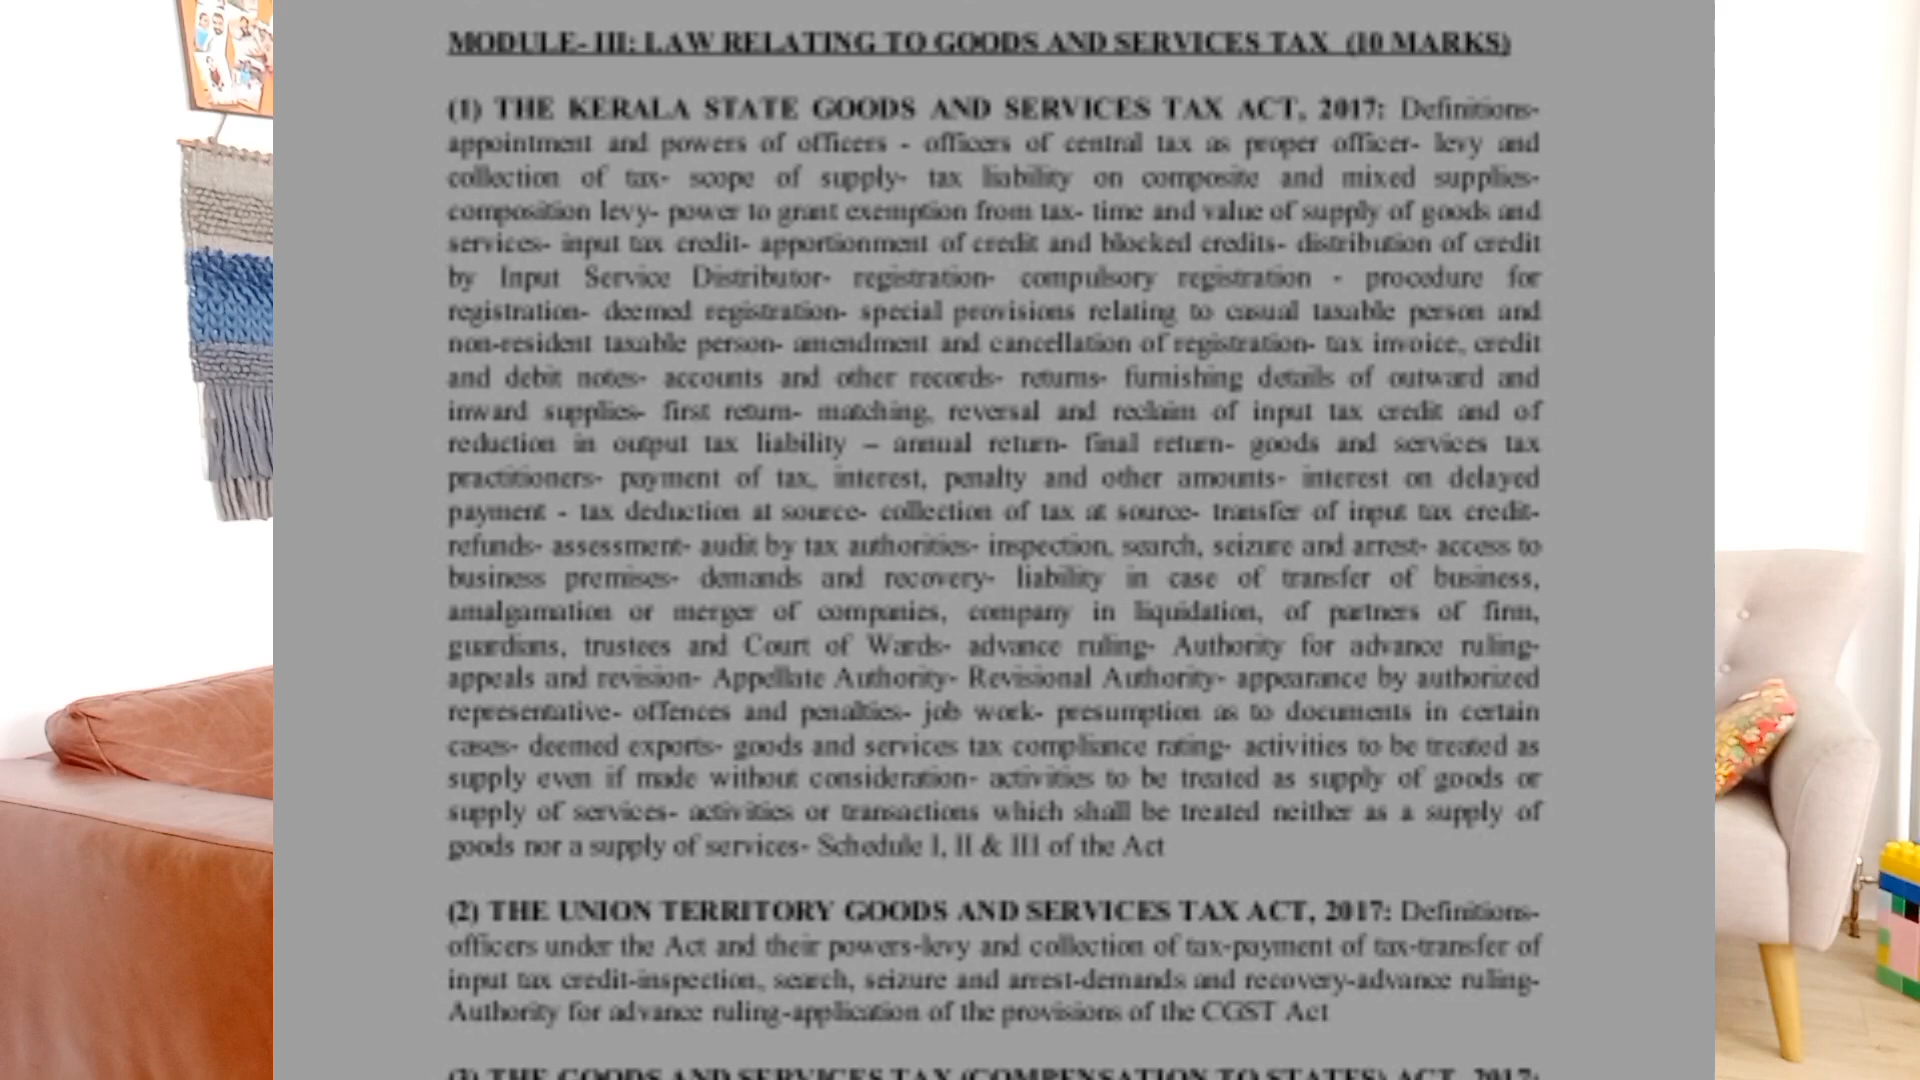 MODULE- III: LAW RELATING TO GOODS AND SERVICES TAX (10 MARKS)
(1) THE KERALA STATE GOODS AND SERVICES TAX ACT, 2017: Definitions-
appointment and powers of officers - officers of central tax as proper officer- levy and
collection of tax- scope of supply- tax liability on composite and mixed supplies-
composition levy- power to grant exemption from tax- time and value of supply of goods and
services- input tax credit- apportionment of credit and blocked credits- distribution of credit
by Input Service Distributor- registration- compulsory registration - procedure for
registration- deemed registration- special provisions relating to casual taxable person and
non-resident taxable person- amendment and cancellation of registration- tax invoice, credit
and debit notes- accounts and other records- returns- furnishing details of outward and
inward supplies- first return- matching, reversal and reclaim of input tax credit and of
reduction in output tax liability – annual return- final return- goods and services tax
practitioners- payment of tax, interest, penalty and other amounts- interest on delayed
payment - tax deduction at source- collection of tax at source- transfer of input tax credit-
refunds- assessment- audit by tax authorities- inspection, search, seizure and arrest- access to
business premises- demands and recovery- liability in case of transfer of business,
amalgamation or merger of companies, company in liquidation, of partners of firm,
guardians, trustees and Court of Wards- advance ruling- Authority for advance ruling-
appeals and revision- Appellate Authority- Revisional Authority- appearance by authorized
representative- offences and penalties- job work- presumption as to documents in certain
cases- deemed exports- goods and services tax compliance rating- activities to be treated as
supply even if made without consideration- activities to be treated as supply of goods or
supply of services- activities or transactions which shall be treated neither as a supply of
goods nor a supply of services- Schedule I, II & III of the Act
(2) THE UNION TERRITORY GOODS AND SERVICES TAX ACT, 2017: Definitions-
officers under the Act and their powers-levy and collection of tax-payment of tax-transfer of
input tax credit-inspection, search, seizure and arrest-demands and recovery-advance ruling-
Authority for advance ruling-application of the provisions of the CGST Act
(3) THE GOODS AND SERVICES TAX (COMPENSATION TO STATES) ACT, 2017: